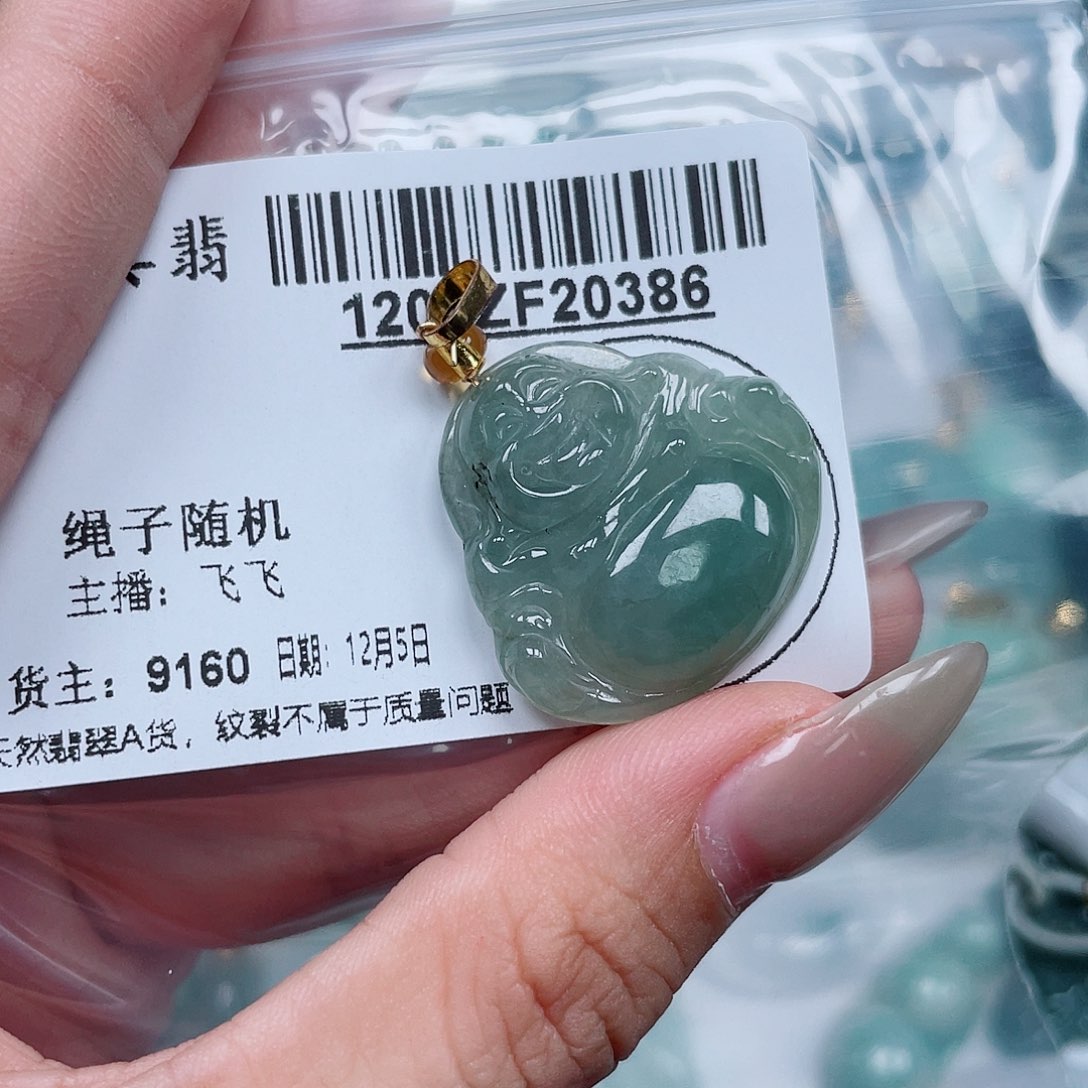 翡
120 ZF20386
绳子随机
主播：飞飞
货主：9160 日期：12月5日
天然翡翠A货，纹裂不属于质量问题